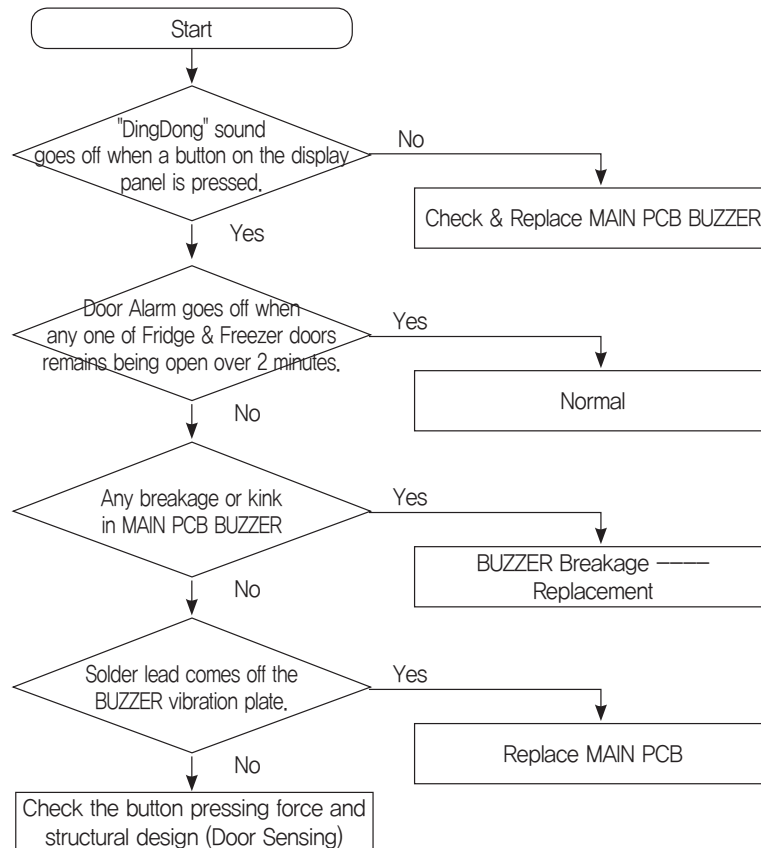 Start
"DingDong" sound
goes off when a button on the display
panel is pressed.
No
Check & Replace MAIN PCB BUZZER
Yes
Door Alarm goes off when
any one of Fridge & Freezer doors
remains being open over 2 minutes.
Yes
Normal
No
Any breakage or kink
in MAIN PCB BUZZER
Yes
BUZZER Breakage ----
Replacement
No
Solder lead comes off the
BUZZER vibration plate.
Yes
Replace MAIN PCB
No
Check the button pressing force and
structural design (Door Sensing)